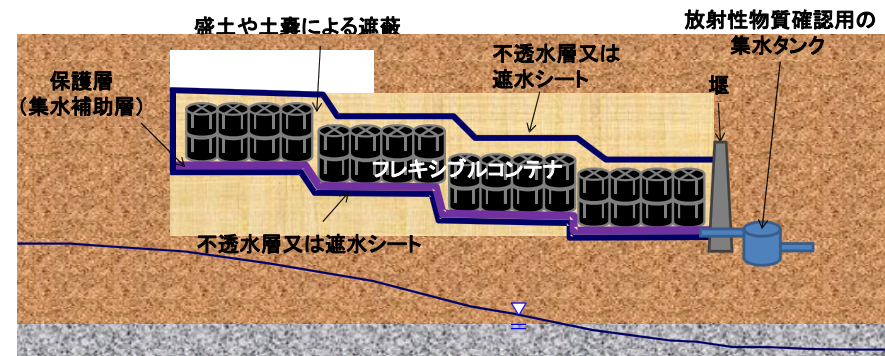 放射性物質確認用の
集水タンク
盛土や土嚢による遮蔽
不透水層又は
遮水シート
堰
保護層
（集水補助層）
フレキシブルコンテナ
不透水層又は遮水シート